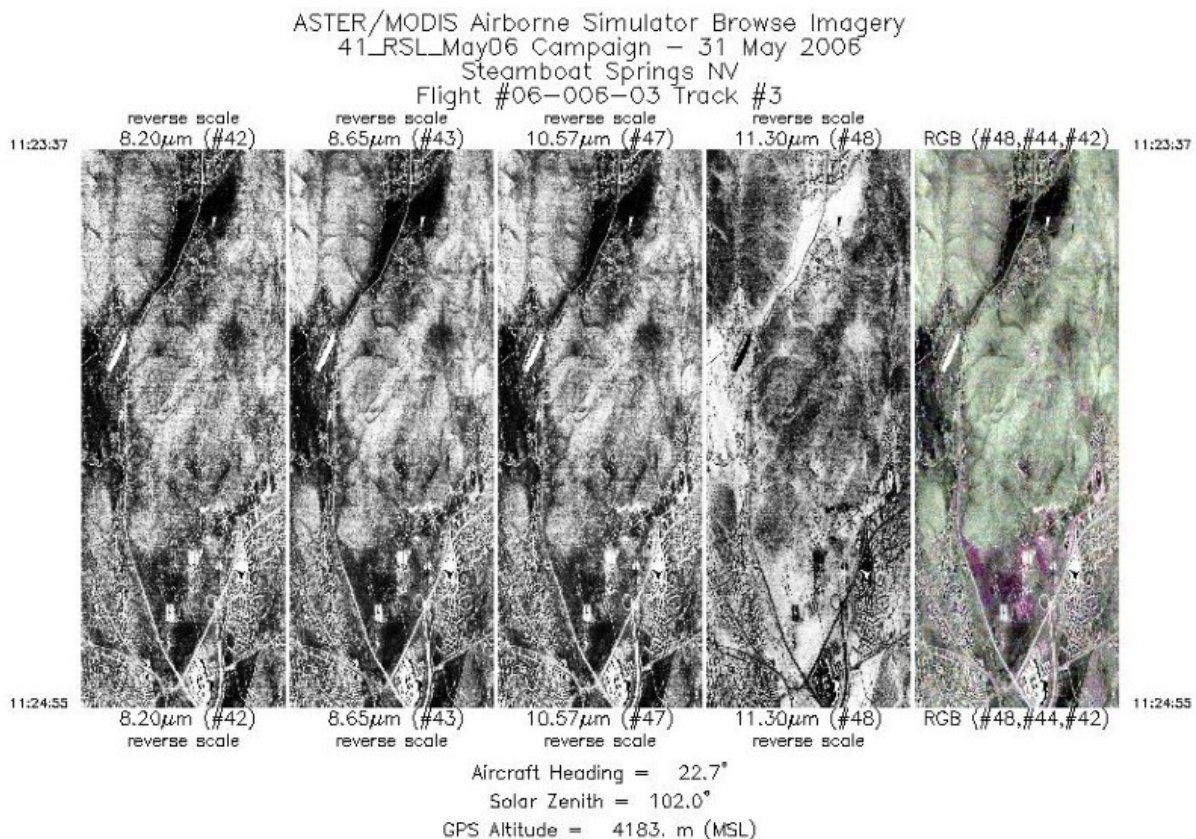 ASTER/MODIS Airborne Simulator Browse Imagery
41_RSL_May06 Campaign – 31 May 2006
Steamboat Springs NV
Flight #06–006–03 Track #3
reverse scale reverse scale reverse scale reverse scale
11:23:37 8.20μm (#42) 8.65μm (#43) 10.57μm (#47) 11.30μm (#48) RGB (#48,#44,#42) 11:23:37
11:24:55 8.20μm (#42) 8.65μm (#43) 10.57μm (#47) 11.30μm (#48) RGB (#48,#44,#42) 11:24:55
reverse scale reverse scale reverse scale reverse scale
Aircraft Heading = 22.7°
Solar Zenith = 102.0°
GPS Altitude = 4183. m (MSL)